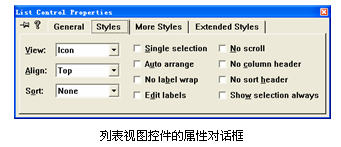 List Control Properties
General Styles More Styles Extended Styles
View: Icon Single selection No scroll
Auto arrange No column header
Align: Top No label wrap No sort header
Sort: None Edit labels Show selection always
列表视图控件的属性对话框